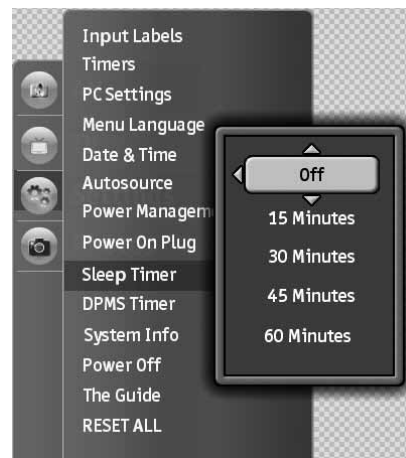 Input Labels
Timers
PC Settings
Menu Language
Date & Time
Autosource
Power Managem
Power On Plug
Sleep Timer
DPMS Timer
System Info
Power Off
The Guide
RESET ALL
Off
15 Minutes
30 Minutes
45 Minutes
60 Minutes